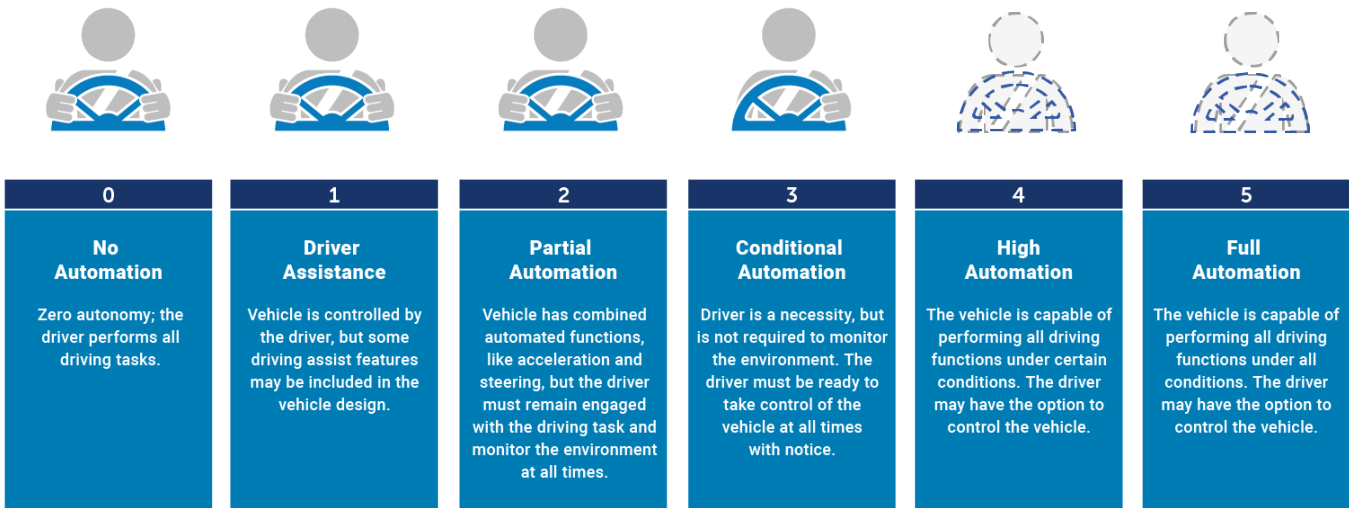 0
No
Automation
Zero autonomy; the
driver performs all
driving tasks.
1
Driver
Assistance
Vehicle is controlled by
the driver, but some
driving assist features
may be included in the
vehicle design.
2
Partial
Automation
Vehicle has combined
automated functions,
like acceleration and
steering, but the driver
must remain engaged
with the driving task and
monitor the environment
at all times.
3
Conditional
Automation
Driver is a necessity, but
is not required to monitor
the environment. The
driver must be ready to
take control of the
vehicle at all times
with notice.
4
High
Automation
The vehicle is capable of
performing all driving
functions under certain
conditions. The driver
may have the option to
control the vehicle.
5
Full
Automation
The vehicle is capable of
performing all driving
functions under all
conditions. The driver
may have the option to
control the vehicle.